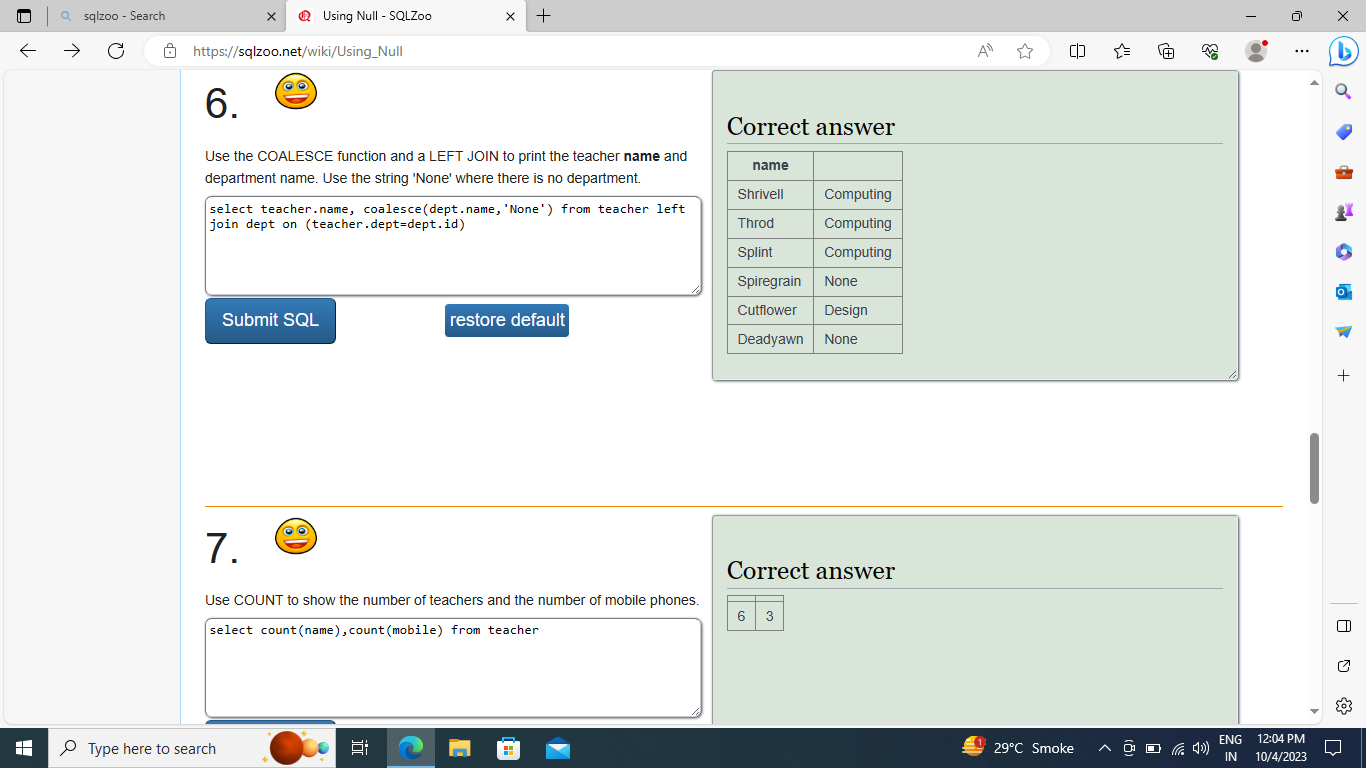 sqlzoo - Search
Using Null - SQLZoo
https://sqlzoo.net/wiki/Using_Null
6.
Use the COALESCE function and a LEFT JOIN to print the teacher name and
department name. Use the string 'None' where there is no department.
select teacher.name, coalesce(dept.name,'None') from teacher left
join dept on (teacher.dept=dept.id)
Submit SQL
restore default
Correct answer
name
Shrivell Computing
Throd Computing
Splint Computing
Spiregrain None
Cutflower Design
Deadyawn None
7.
Use COUNT to show the number of teachers and the number of mobile phones.
select count(name),count(mobile) from teacher
Correct answer
6 3
Type here to search
1
29°C Smoke
ENG
IN
12:04 PM
10/4/2023